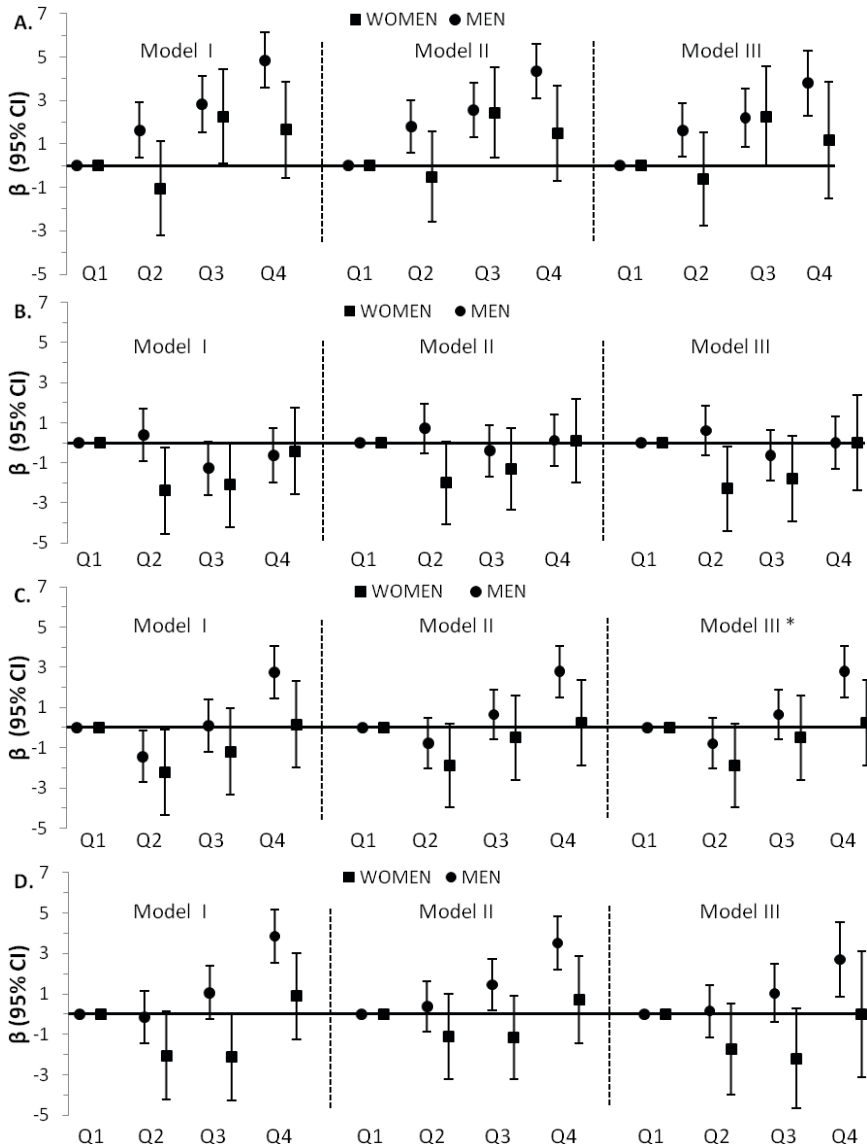 A.
■ WOMEN ● MEN
Model I Model II Model III
β (95% CI)
7
5
3
1
-1
-3
-5
Q1 Q2 Q3 Q4 Q1 Q2 Q3 Q4 Q1 Q2 Q3 Q4
B.
■ WOMEN ● MEN
Model I Model II Model III
β (95% CI)
7
5
3
1
-1
-3
-5
Q1 Q2 Q3 Q4 Q1 Q2 Q3 Q4 Q1 Q2 Q3 Q4
C.
■ WOMEN ● MEN
Model I Model II Model III *
β (95% CI)
7
5
3
1
-1
-3
-5
Q1 Q2 Q3 Q4 Q1 Q2 Q3 Q4 Q1 Q2 Q3 Q4
D.
■ WOMEN ● MEN
Model I Model II Model III
β (95% CI)
7
5
3
1
-1
-3
-5
Q1 Q2 Q3 Q4 Q1 Q2 Q3 Q4 Q1 Q2 Q3 Q4